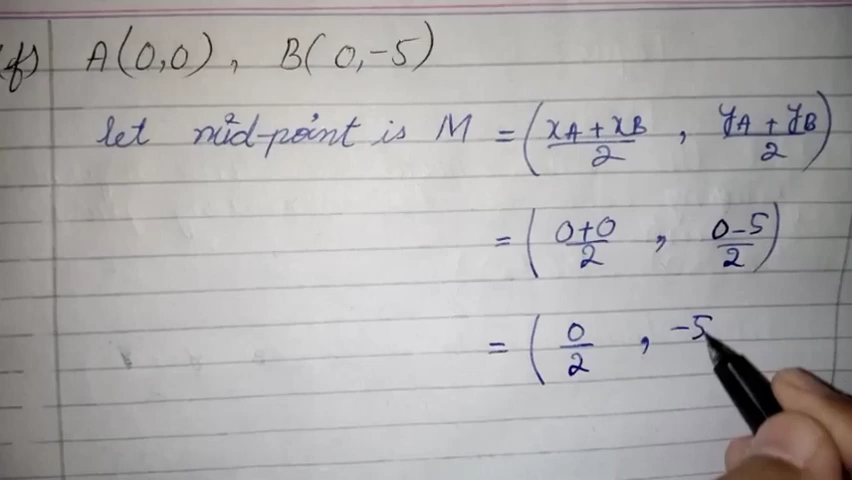 (f) A(0,0), B(0,-5)
let mid-point is M = (xA + xB / 2, yA + yB / 2)
= (0+0 / 2, 0-5 / 2)
= (0 / 2, -5